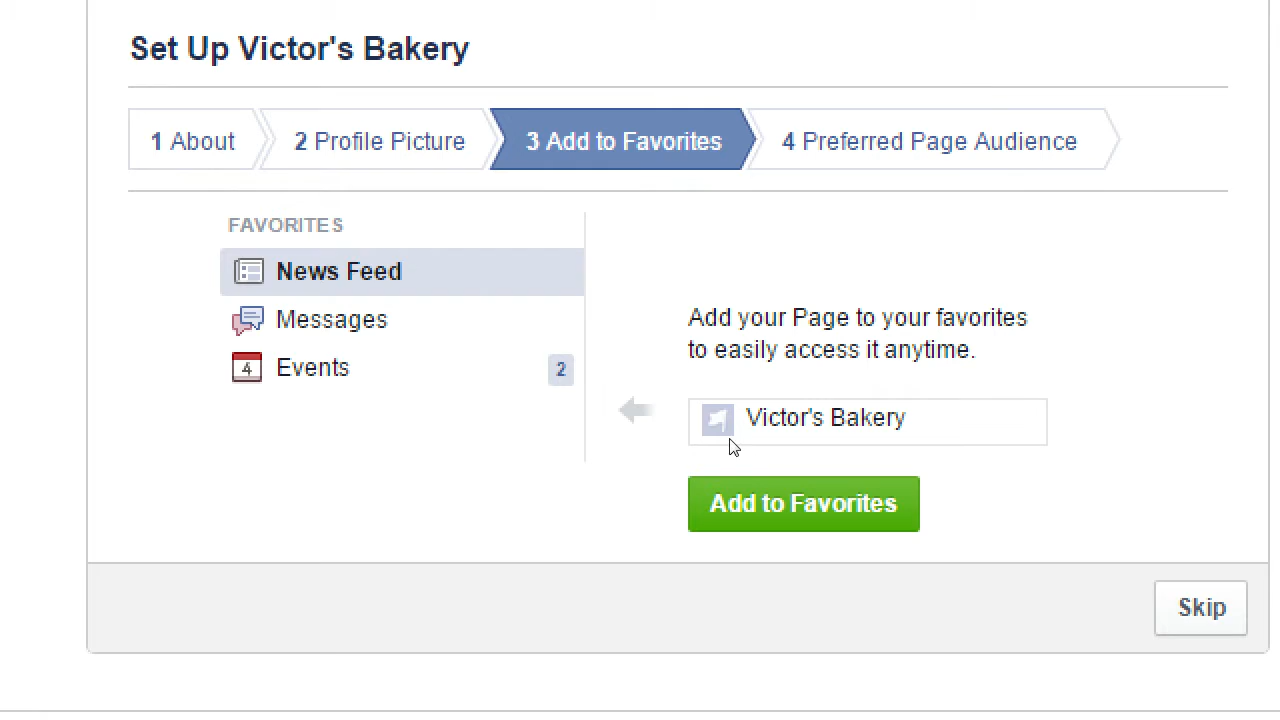 Set Up Victor's Bakery
1 About
2 Profile Picture
3 Add to Favorites
4 Preferred Page Audience
FAVORITES
News Feed
Messages
4
Events
2
Add your Page to your favorites
to easily access it anytime.
Victor's Bakery
Add to Favorites
Skip